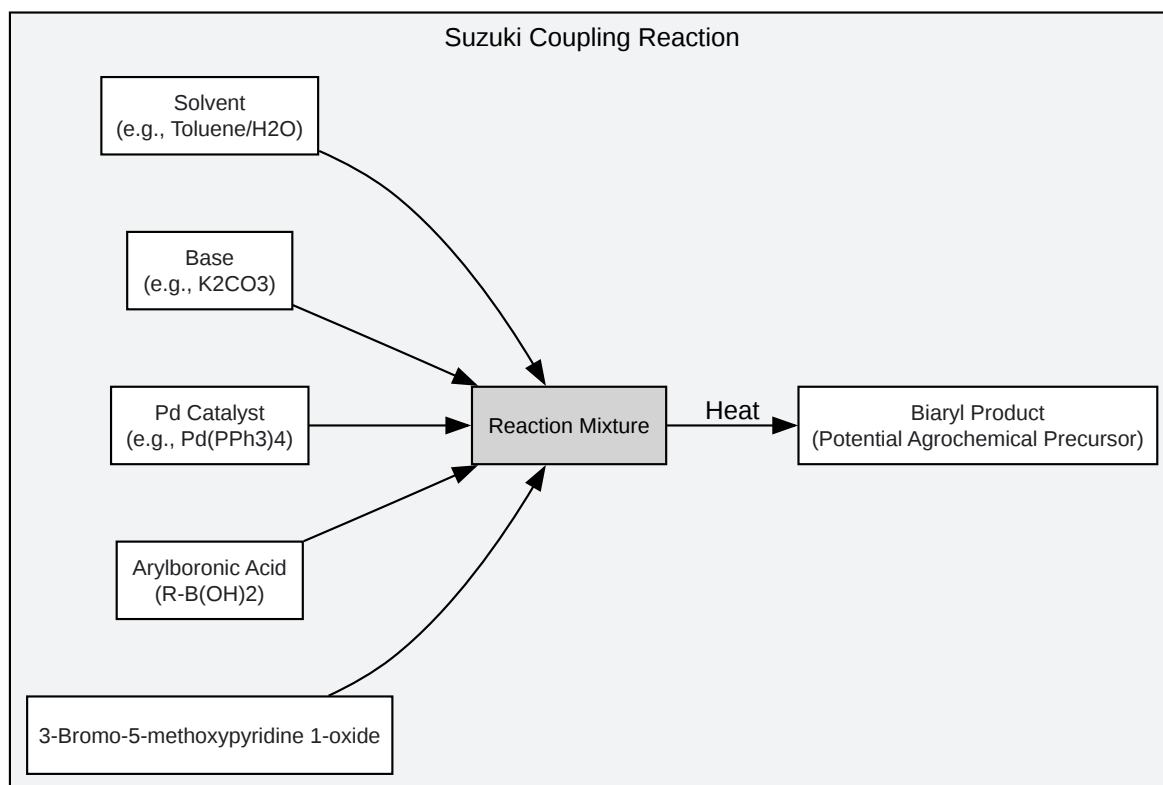 Suzuki Coupling Reaction
Solvent
(e.g., Toluene/H2O)
Base
(e.g., K2CO3)
Pd Catalyst
(e.g., Pd(PPh3)4)
Arylboronic Acid
(R-B(OH)2)
3-Bromo-5-methoxypyridine 1-oxide
Reaction Mixture
Heat
Biaryl Product
(Potential Agrochemical Precursor)